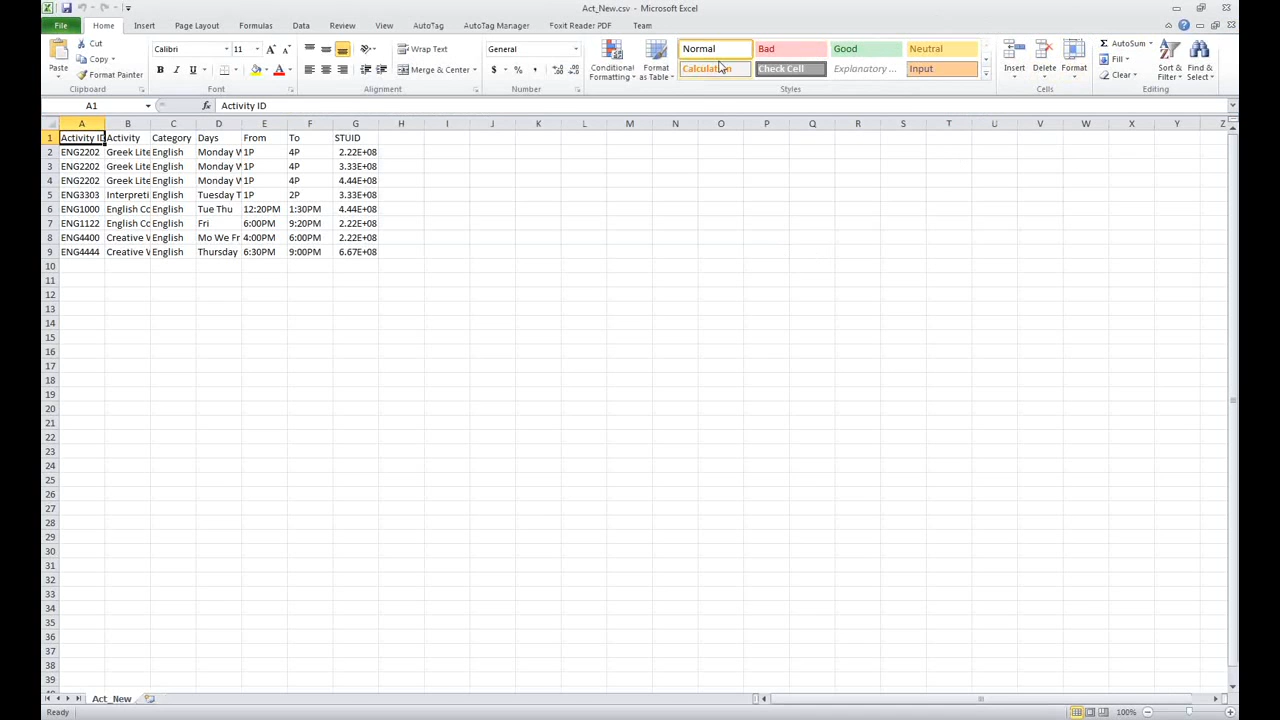 Act_New.csv - Microsoft Excel
File Home Insert Page Layout Formulas Data Review View AutoTag AutoTag Manager Foxit Reader PDF Team
Paste Cut Copy Format Painter
Clipboard
Calibri 11
B I U A
Font
Wrap Text
Merge & Center
Alignment
General
$ % ,
Number
Conditional Formatting Format as Table
Normal Bad Good Neutral
Check Cell Explanatory ... Input
Styles
Insert Delete Format
Cells
AutoSum Fill Clear Sort & Filter Find & Select
Editing
A1 fx Activity ID
A B C D E F G H I J K L M N O P Q R S T U V W X Y Z
1 Activity ID Activity Category Days From To STUID
2 ENG2202 Greek Lite English Monday W 1P 4P 2.22E+08
3 ENG2202 Greek Lite English Monday W 1P 4P 3.33E+08
4 ENG2202 Greek Lite English Monday W 1P 4P 4.44E+08
5 ENG3303 Interpreti English Tuesday T 1P 2P 3.33E+08
6 ENG1000 English Co English Tue Thu 12:20PM 1:30PM 4.44E+08
7 ENG1122 English Co English Fri 6:00PM 9:20PM 2.22E+08
8 ENG4400 Creative W English Mo We Fr 4:00PM 6:00PM 2.22E+08
9 ENG4444 Creative W English Thursday 6:30PM 9:00PM 6.67E+08
10
11
12
13
14
15
16
17
18
19
20
21
22
23
24
25
26
27
28
29
30
31
32
33
34
35
36
37
38
39
Act_New
Ready 100%